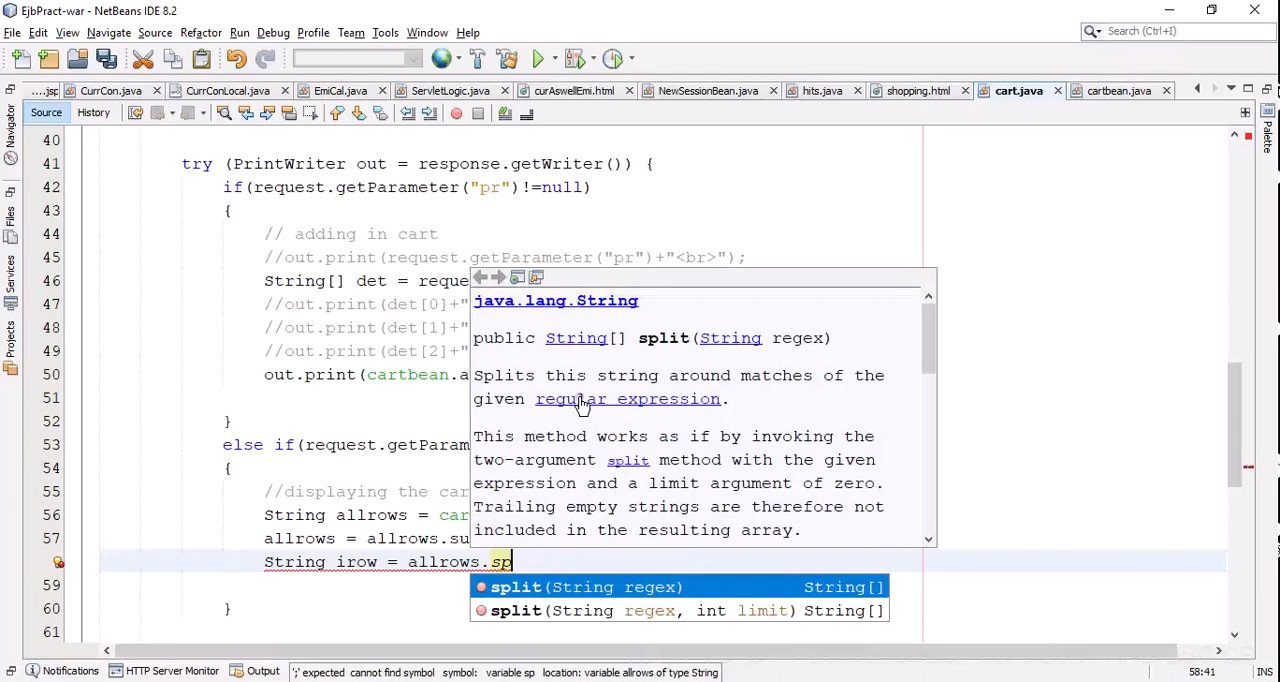 EjbPract-war - NetBeans IDE 8.2
File Edit View Navigate Source Refactor Run Debug Profile Team Tools Window Help
Search (Ctrl+I)
....jsp CurrCon.java CurrConLocal.java EmiCal.java ServletLogic.java curAswellEmi.html NewSessionBean.java hits.java shopping.html cart.java cartbean.java
Source History
Navigator
Files
Services
Projects
Palette
40
41 try (PrintWriter out = response.getWriter()) {
42 if(request.getParameter("pr")!=null)
43 {
44 // adding in cart
45 //out.print(request.getParameter("pr")+"<br>");
46 String[] det = reque
47 //out.print(det[0]+"
48 //out.print(det[1]+"
49 //out.print(det[2]+"
50 out.print(cartbean.a
51
52 }
53 else if(request.getParam
54 {
55 //displaying the car
56 String allrows = car
57 allrows = allrows.su
String irow = allrows.sp
59
60 }
61
java.lang.String
public String[] split(String regex)
Splits this string around matches of the
given regular expression.
This method works as if by invoking the
two-argument split method with the given
expression and a limit argument of zero.
Trailing empty strings are therefore not
included in the resulting array.
split(String regex) String[]
split(String regex, int limit) String[]
Notifications HTTP Server Monitor Output ';' expected cannot find symbol symbol: variable sp location: variable allrows of type String 58:41 INS